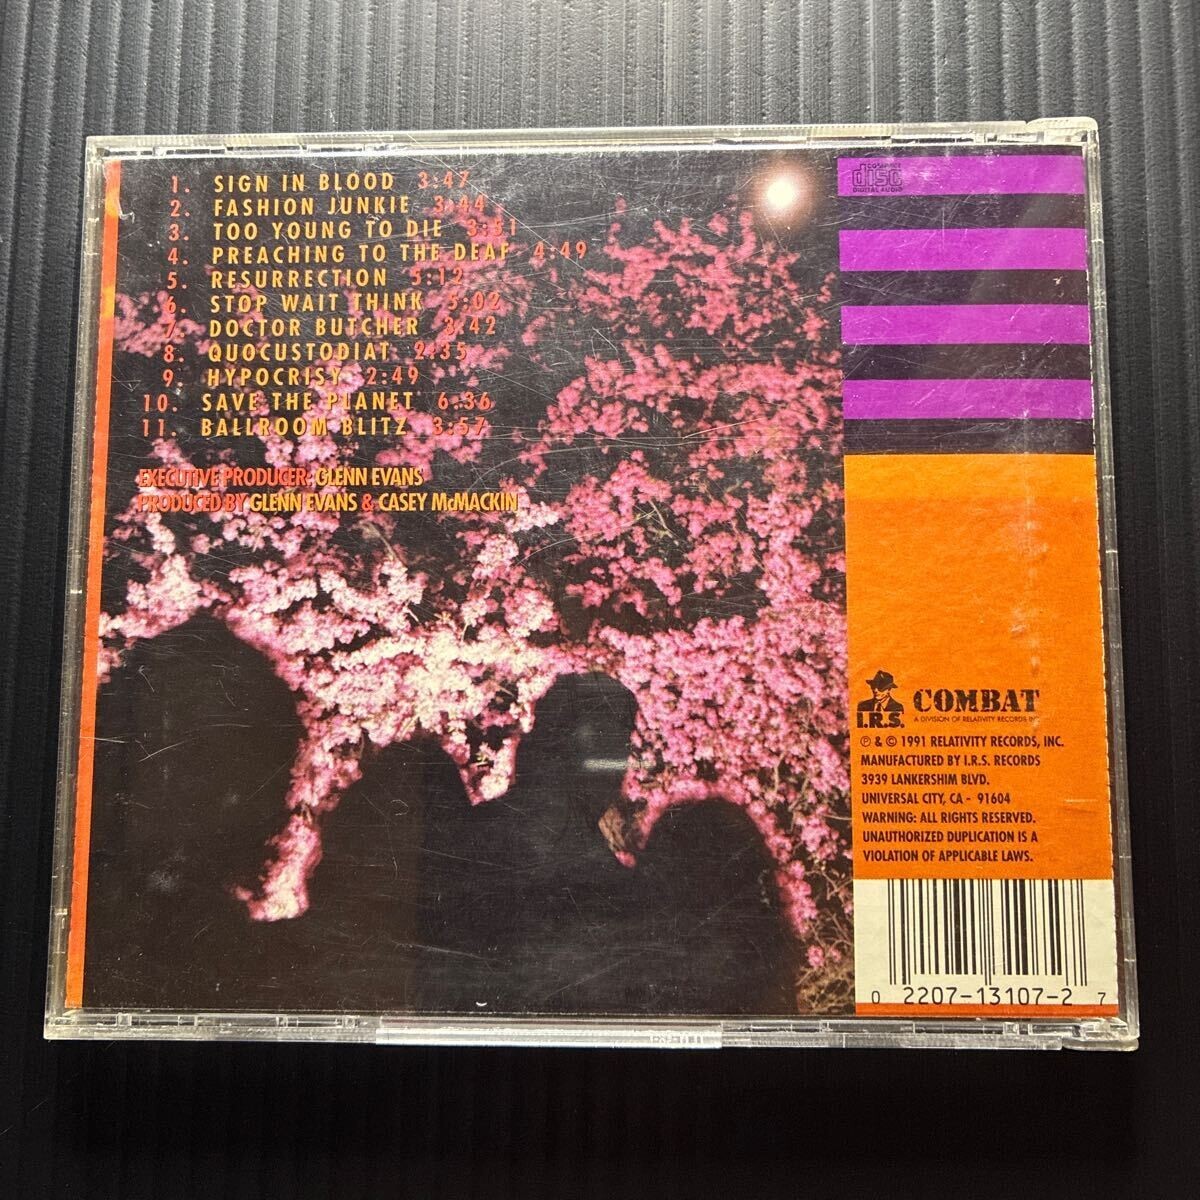 1. SIGN IN BLOOD 3:47
2. FASHION JUNKIE 3:44
3. TOO YOUNG TO DIE 3:51
4. PREACHING TO THE DEAF 4:49
5. RESURRECTION 5:12
6. STOP WAIT THINK 5:02
7. DOCTOR BUTCHER 3:42
8. QUOCUSTODIAT 2:35
9. HYPOCRISY 2:49
10. SAVE THE PLANET 6:36
11. BALLROOM BLITZ 3:57
EXECUTIVE PRODUCER: GLENN EVANS
PRODUCED BY GLENN EVANS & CASEY McMACKIN
COMPACT
disc
DIGITAL AUDIO
I.R.S.
COMBAT
A DIVISION OF RELATIVITY RECORDS INC.
℗ & © 1991 RELATIVITY RECORDS, INC.
MANUFACTURED BY I.R.S. RECORDS
3939 LANKERSHIM BLVD.
UNIVERSAL CITY, CA - 91604
WARNING: ALL RIGHTS RESERVED.
UNAUTHORIZED DUPLICATION IS A
VIOLATION OF APPLICABLE LAWS.
0 2207-13107-2 7